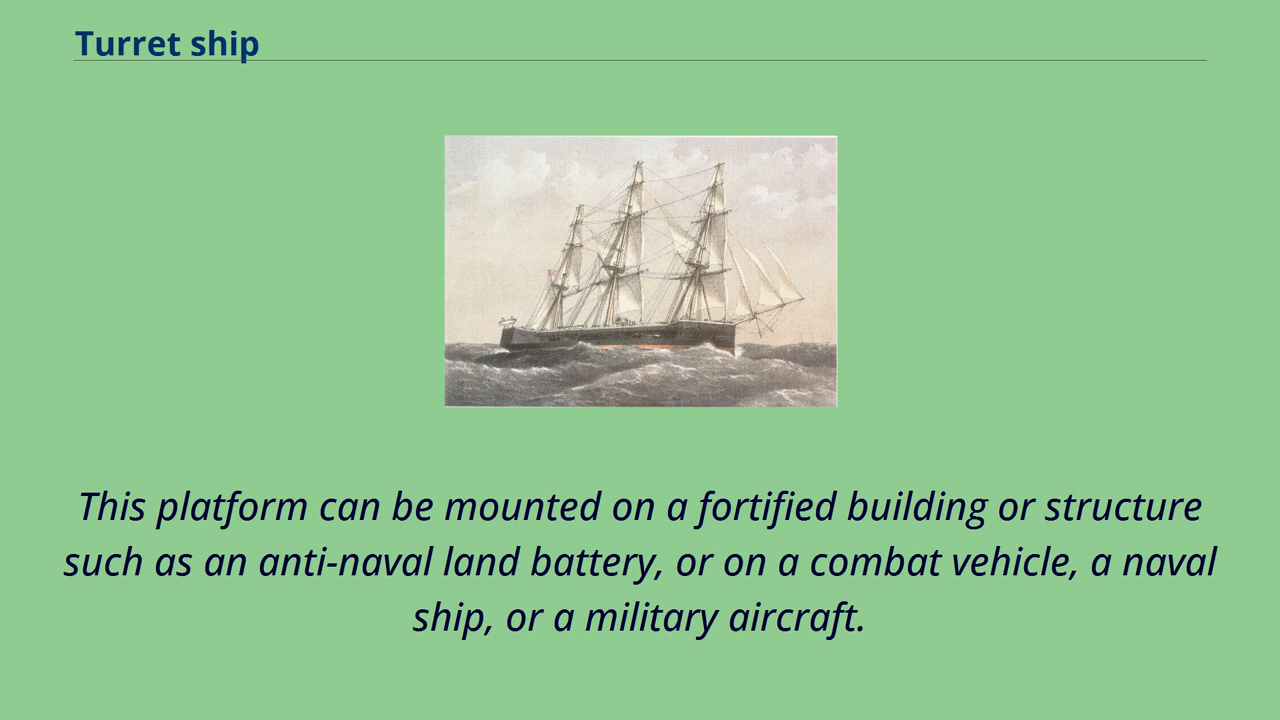 Turret ship
This platform can be mounted on a fortified building or structure
such as an anti-naval land battery, or on a combat vehicle, a naval
ship, or a military aircraft.